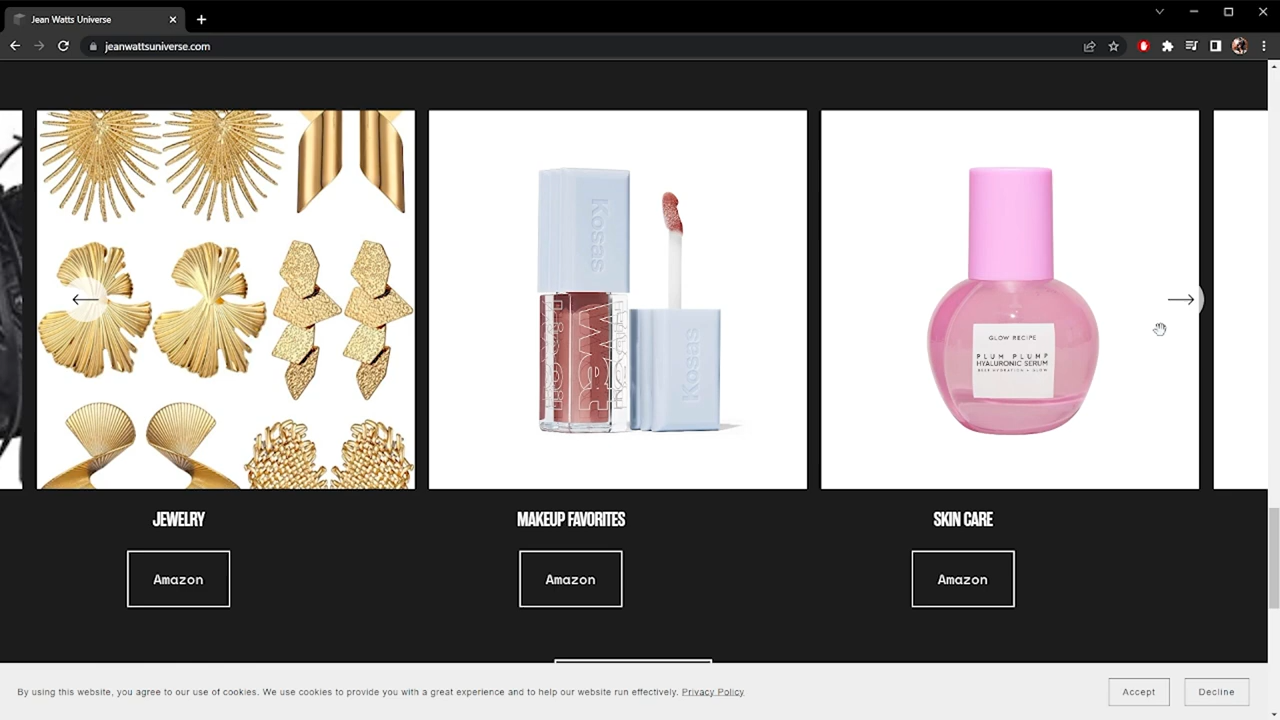 Jean Watts Universe
jeanwattsuniverse.com
Kosas
wet
Kosas
GLOW RECIPE
PLUM PLUMP
HYALURONIC SERUM
JEWELRY
MAKEUP FAVORITES
SKIN CARE
Amazon
Amazon
Amazon
By using this website, you agree to our use of cookies. We use cookies to provide you with a great experience and to help our website run effectively. Privacy Policy
Accept
Decline